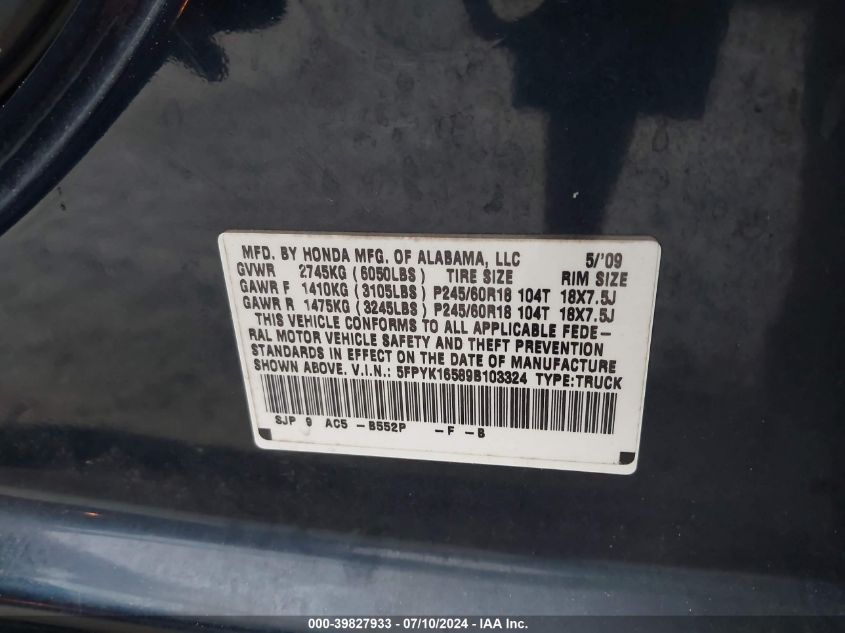 MFD. BY HONDA MFG. OF ALABAMA, LLC 5/'09
GVWR 2745KG (6050LBS) TIRE SIZE RIM SIZE
GAWR F 1410KG (3105LBS) P245/60R18 104T 18X7.5J
GAWR R 1475KG (3245LBS) P245/60R18 104T 18X7.5J
THIS VEHICLE CONFORMS TO ALL APPLICABLE FEDE-
RAL MOTOR VEHICLE SAFETY AND THEFT PREVENTION
STANDARDS IN EFFECT ON THE DATE OF MANUFACTURE
SHOWN ABOVE. V.I.N.: 5FPYK16589B103324 TYPE:TRUCK
SJP 9 AC5 -B552P -F -B
000-39827933 - 07/10/2024 - IAA Inc.